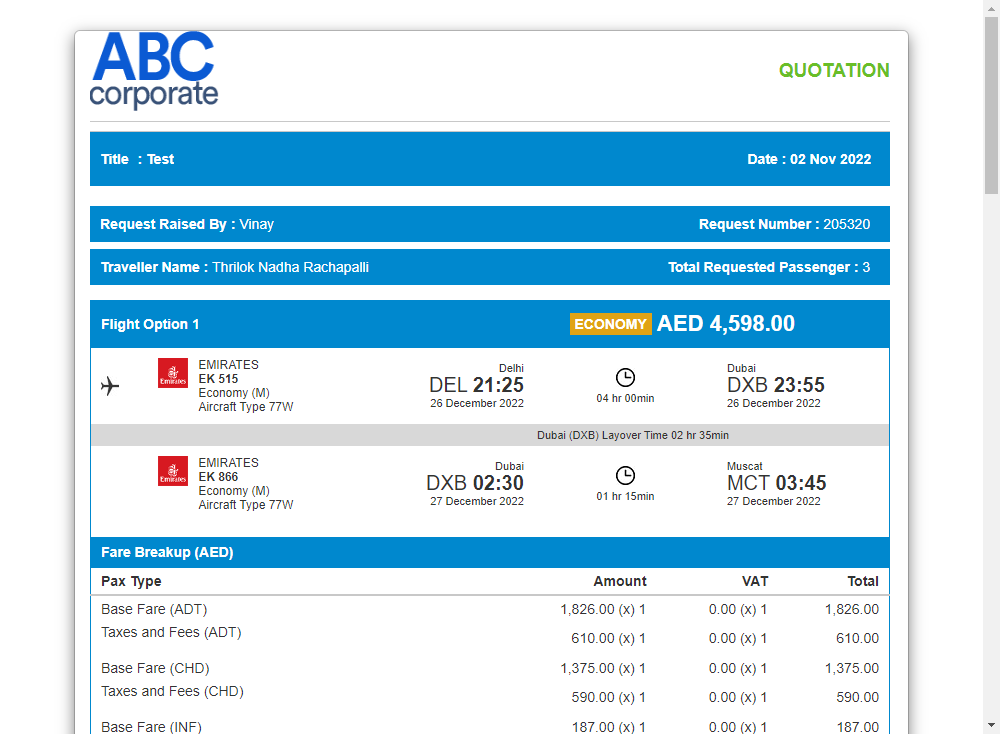 ABC
corporate
QUOTATION
Title : Test
Date : 02 Nov 2022
Request Raised By : Vinay
Request Number : 205320
Traveller Name : Thrilok Nadha Rachapalli
Total Requested Passenger : 3
Flight Option 1
ECONOMY AED 4,598.00
Emirates
EMIRATES
EK 515
Economy (M)
Aircraft Type 77W
Delhi
DEL 21:25
26 December 2022
04 hr 00min
Dubai
DXB 23:55
26 December 2022
Dubai (DXB) Layover Time 02 hr 35min
Emirates
EMIRATES
EK 866
Economy (M)
Aircraft Type 77W
Dubai
DXB 02:30
27 December 2022
01 hr 15min
Muscat
MCT 03:45
27 December 2022
Fare Breakup (AED)
Pax Type Amount VAT Total
Base Fare (ADT) 1,826.00 (x) 1 0.00 (x) 1 1,826.00
Taxes and Fees (ADT) 610.00 (x) 1 0.00 (x) 1 610.00
Base Fare (CHD) 1,375.00 (x) 1 0.00 (x) 1 1,375.00
Taxes and Fees (CHD) 590.00 (x) 1 0.00 (x) 1 590.00
Base Fare (INF) 187.00 (x) 1 0.00 (x) 1 187.00